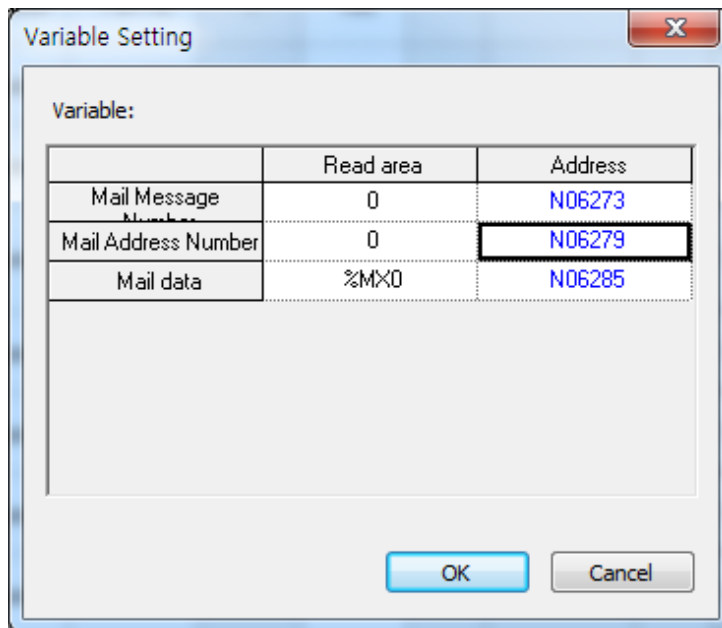 Variable Setting
Variable:
Read area Address
Mail Message 0 N06273
Mail Address Number 0 N06279
Mail data %MX0 N06285
OK Cancel